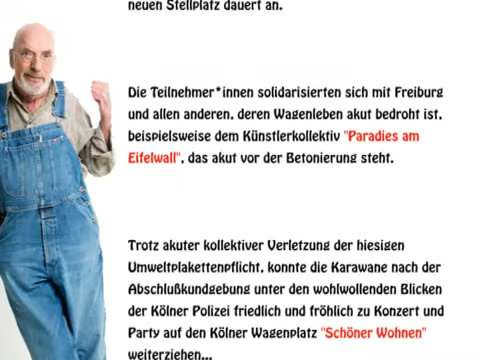 neuen Stellplatz dauert an.
Die Teilnehmer*innen solidarisierten sich mit Freiburg
und allen anderen, deren Wagenleben akut bedroht ist,
beispielsweise dem Künstlerkollektiv "Paradies am
Eifelwall", das akut vor der Betonierung steht.
Trotz akuter kollektiver Verletzung der hiesigen
Umweltplakettenpflicht, konnte die Karawane nach der
Abschlußkundgebung unter den wohlwollenden Blicken
der Kölner Polizei friedlich und fröhlich zu Konzert und
Party auf den Kölner Wagenplatz "Schöner Wohnen"
weiterziehen...